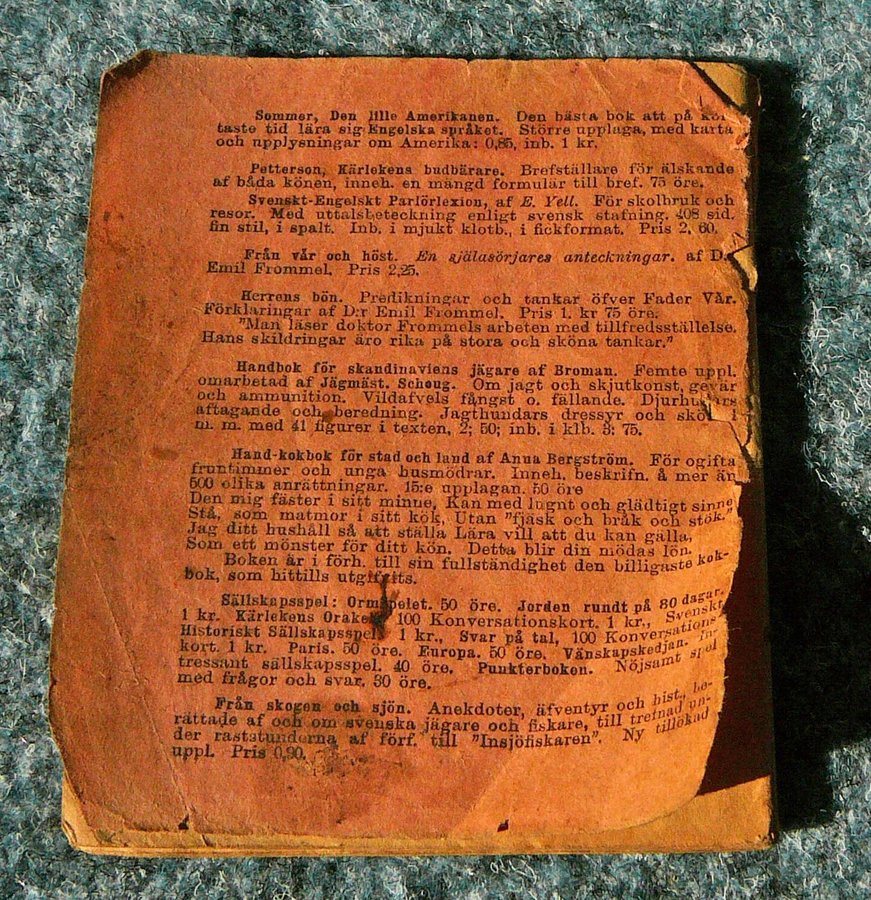 Sommer, Den lille Amerikanen. Den bästa bok att på kor-
taste tid lära sig Engelska språket. Större upplaga, med karta
och upplysningar om Amerika: 0,85, inb. 1 kr.
Petterson, Kärlekens budbärare. Brefställare för älskande
af båda könen, inneh. en mängd formulär till bref. 75 öre.
Svenskt-Engelskt Parlörlexion, af E. Vell. För skolbruk och
resor. Med uttalsbeteckning enligt svensk stafning. 408 sid.
fin stil, i spalt. Inb. i mjukt klotb., i fickformat. Pris 2, 60.
Från vår och höst. En själasörjares anteckningar. af D:r
Emil Frommel. Pris 2,25.
Herrens bön. Predikningar och tankar öfver Fader Vår.
Förklaringar af D:r Emil Frommel. Pris 1. kr 75 öre.
"Man läser doktor Frommels arbeten med tillfredsställelse.
Hans skildringar äro rika på stora och sköna tankar."
Handbok för skandinaviens jägare af Broman. Femte uppl.
omarbetad af Jägmäst. Schoug. Om jagt och skjutkonst, gevär
och ammunition. Vildafvels fångst o. fällande. Djurhudars
aftagande och beredning. Jagthundars dressyr och sköt l
m. m. med 41 figurer i texten, 2; 50; inb. i klb. 3: 75.
Hand-kokbok för stad och land af Anna Bergström. För ogifta
fruntimmer och unga husmödrar. Inneh. beskrifn. å mer än
500 olika anrättningar. 15:e upplagan. 50 öre
Den mig fäster i sitt minne, Kan med lugnt och glädtigt sinne
Stå, som matmor i sitt kök, Utan "fjäsk och bråk och stök."
Jag ditt hushåll så att ställa Lära vill att du kan gälla,
Som ett mönster för ditt kön. Detta blir din mödas lön.
Boken är i förh. till sin fullständighet den billigaste kok-
bok, som hittills utgifvits.
Sällskapsspel: Ormspelet. 50 öre. Jorden rundt på 80 dagar.
1 kr. Kärlekens Orakel 100 Konversationskort. 1 kr., Svenskt
Historiskt Sällskapsspel. 1 kr., Svar på tal, 100 Konversations-
kort. 1 kr. Paris. 50 öre. Europa. 50 öre. Vänskapskedjan. In-
tressant sällskapsspel. 40 öre. Punkterboken. Nöjsamt spel
med frågor och svar. 30 öre.
Från skogen och sjön. Anekdoter, äfventyr och hist., be-
rättade af och om svenska jägare och fiskare, till trefnad un-
der raststunderna af förf. till "Insjöfiskaren". Ny tillökad
uppl. Pris 0,90.